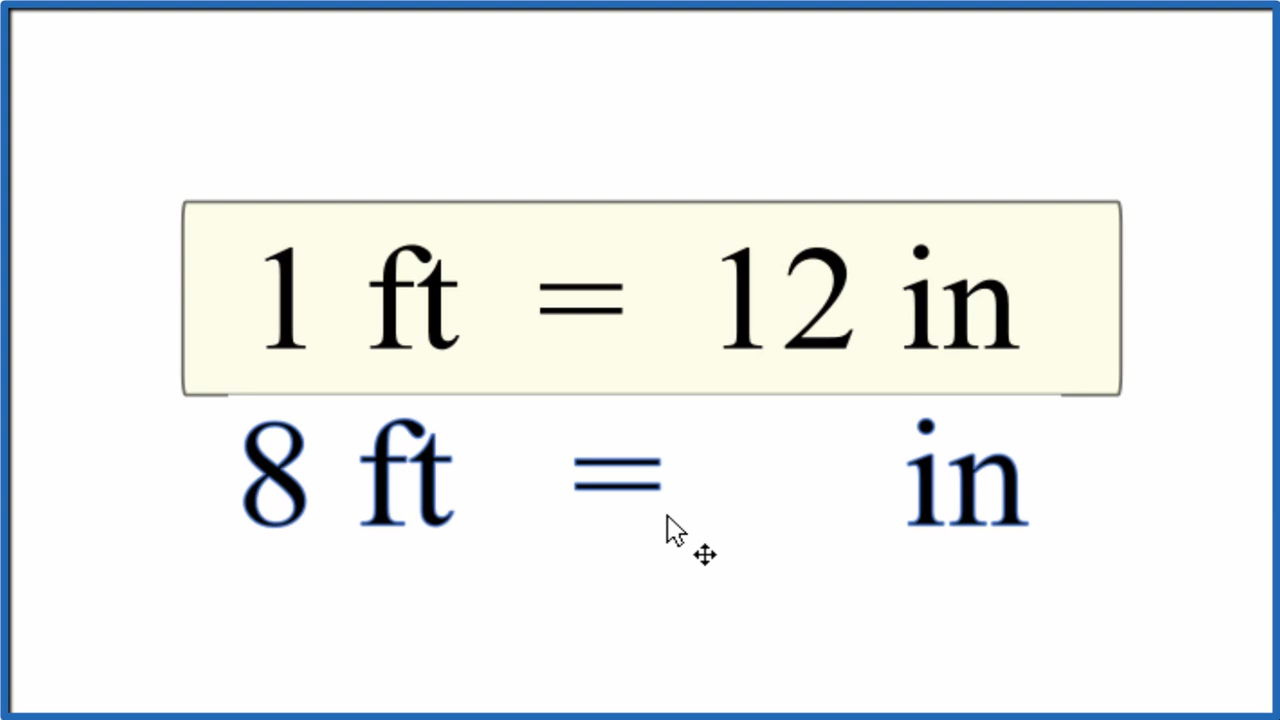 1 ft = 12 in
8 ft = in